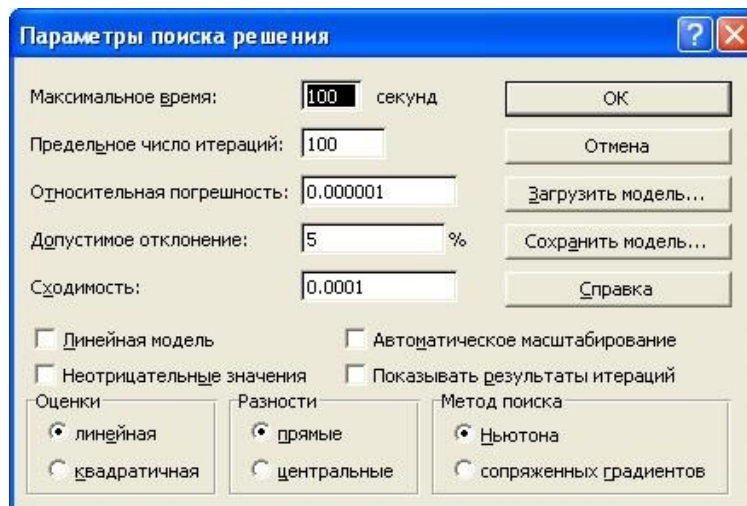 Параметры поиска решения
Максимальное время: 100 секунд ОК
Предельное число итераций: 100 Отмена
Относительная погрешность: 0.000001 Загрузить модель...
Допустимое отклонение: 5 % Сохранить модель...
Сходимость: 0.0001 Справка
Линейная модель Автоматическое масштабирование
Неотрицательные значения Показывать результаты итераций
Оценки Разности Метод поиска
линейная прямые Ньютона
квадратичная центральные сопряженных градиентов